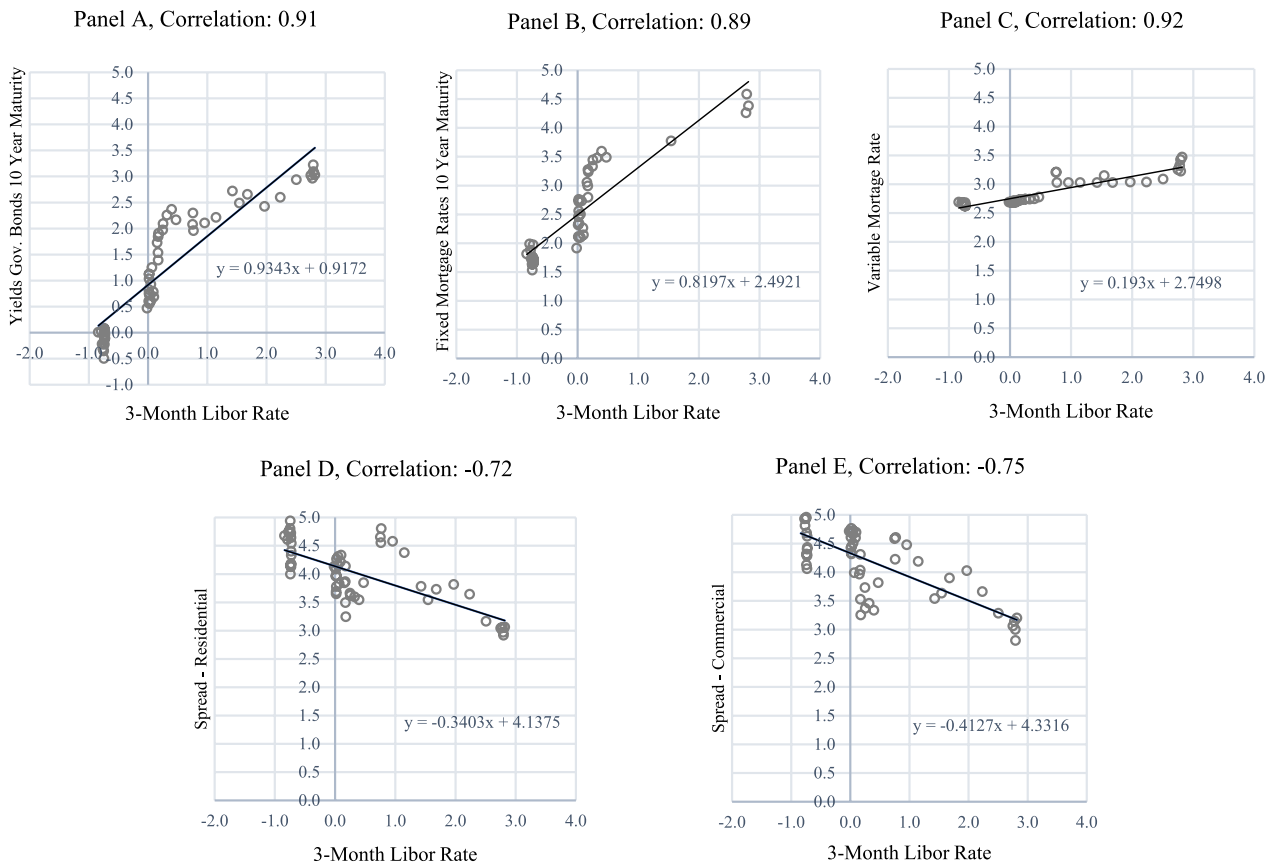 Panel A, Correlation: 0.91
Yields Gov. Bonds 10 Year Maturity
5.0
4.5
4.0
3.5
3.0
2.5
2.0
1.5
1.0
0.5
0.0
-0.5
-1.0
-2.0 -1.0 0.0 1.0 2.0 3.0 4.0
y = 0.9343x + 0.9172
3-Month Libor Rate
Panel B, Correlation: 0.89
Fixed Mortgage Rates 10 Year Maturity
5.0
4.5
4.0
3.5
3.0
2.5
2.0
1.5
1.0
0.5
0.0
-2.0 -1.0 0.0 1.0 2.0 3.0 4.0
y = 0.8197x + 2.4921
3-Month Libor Rate
Panel C, Correlation: 0.92
Variable Mortgage Rate
5.0
4.5
4.0
3.5
3.0
2.5
2.0
1.5
1.0
0.5
0.0
-2.0 -1.0 0.0 1.0 2.0 3.0 4.0
y = 0.193x + 2.7498
3-Month Libor Rate
Panel D, Correlation: -0.72
Spread - Residential
5.0
4.5
4.0
3.5
3.0
2.5
2.0
1.5
1.0
0.5
0.0
-2.0 -1.0 0.0 1.0 2.0 3.0 4.0
y = -0.3403x + 4.1375
3-Month Libor Rate
Panel E, Correlation: -0.75
Spread - Commercial
5.0
4.5
4.0
3.5
3.0
2.5
2.0
1.5
1.0
0.5
0.0
-2.0 -1.0 0.0 1.0 2.0 3.0 4.0
y = -0.4127x + 4.3316
3-Month Libor Rate